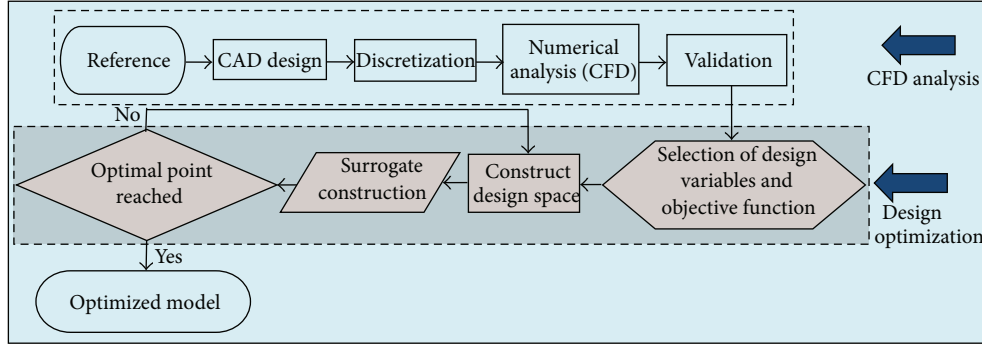 Reference
CAD design
Discretization
Numerical
analysis (CFD)
Validation
CFD analysis
No
Optimal point
reached
Surrogate
construction
Construct
design space
Selection of design
variables and
objective function
Design
optimization
Yes
Optimized model